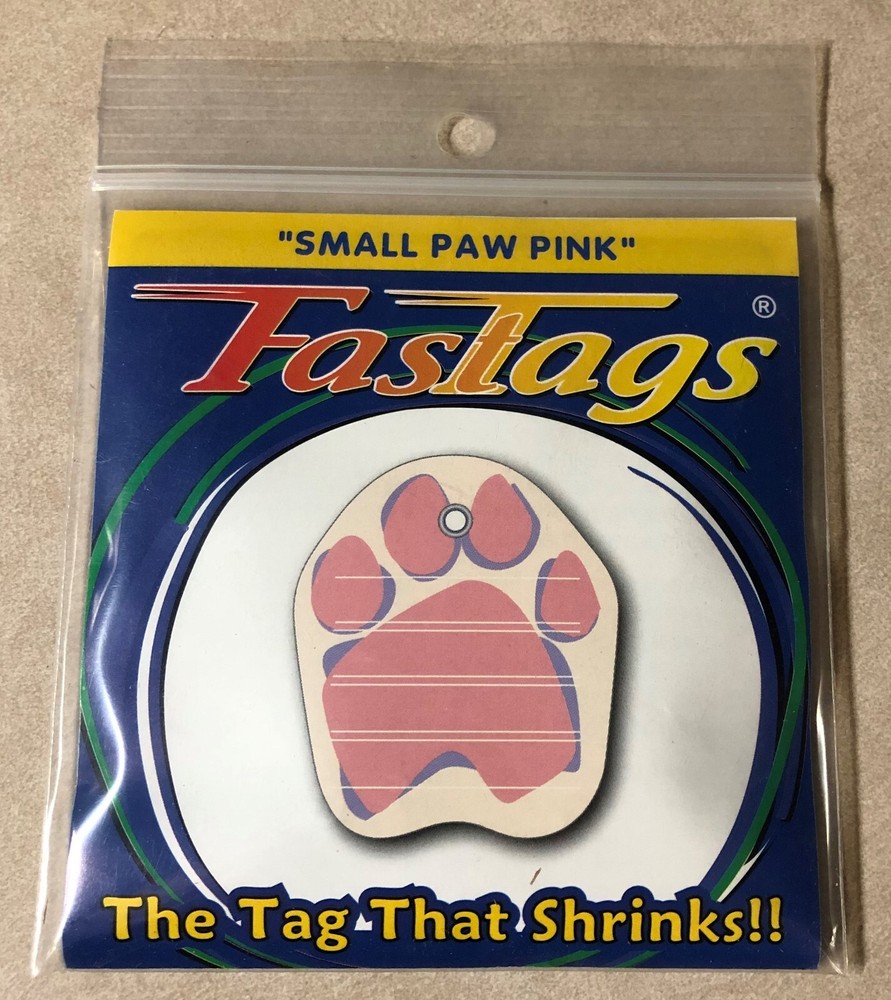 "SMALL PAW PINK"
FasTags®
The Tag That Shrinks!!